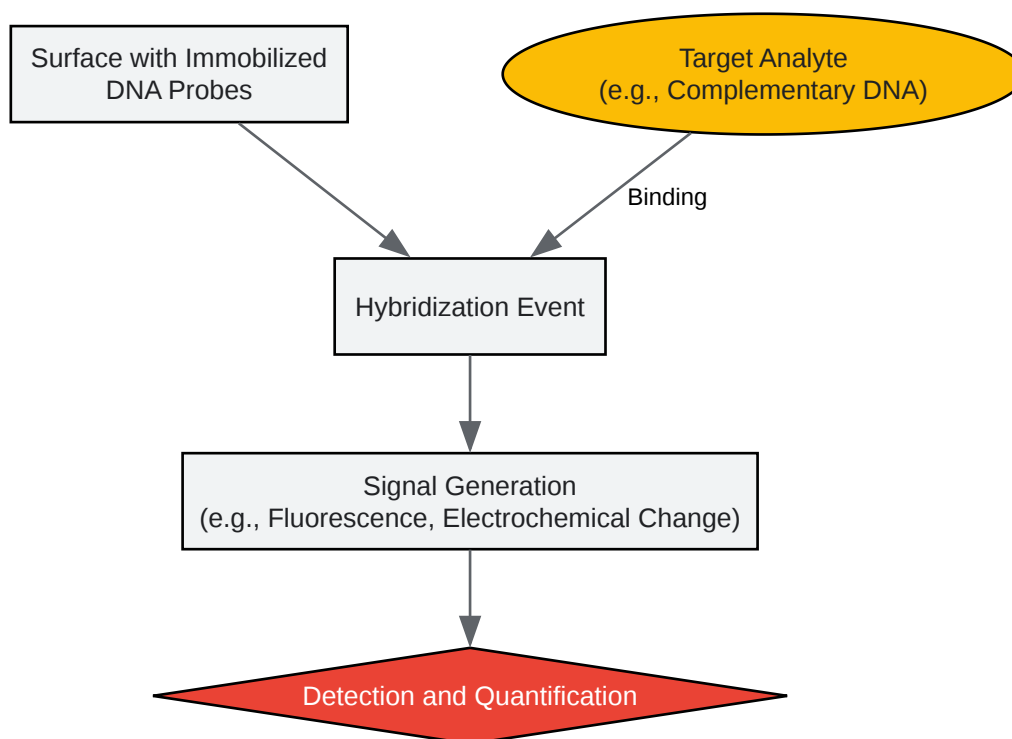 Surface with Immobilized
DNA Probes
Target Analyte
(e.g., Complementary DNA)
Binding
Hybridization Event
Signal Generation
(e.g., Fluorescence, Electrochemical Change)
Detection and Quantification